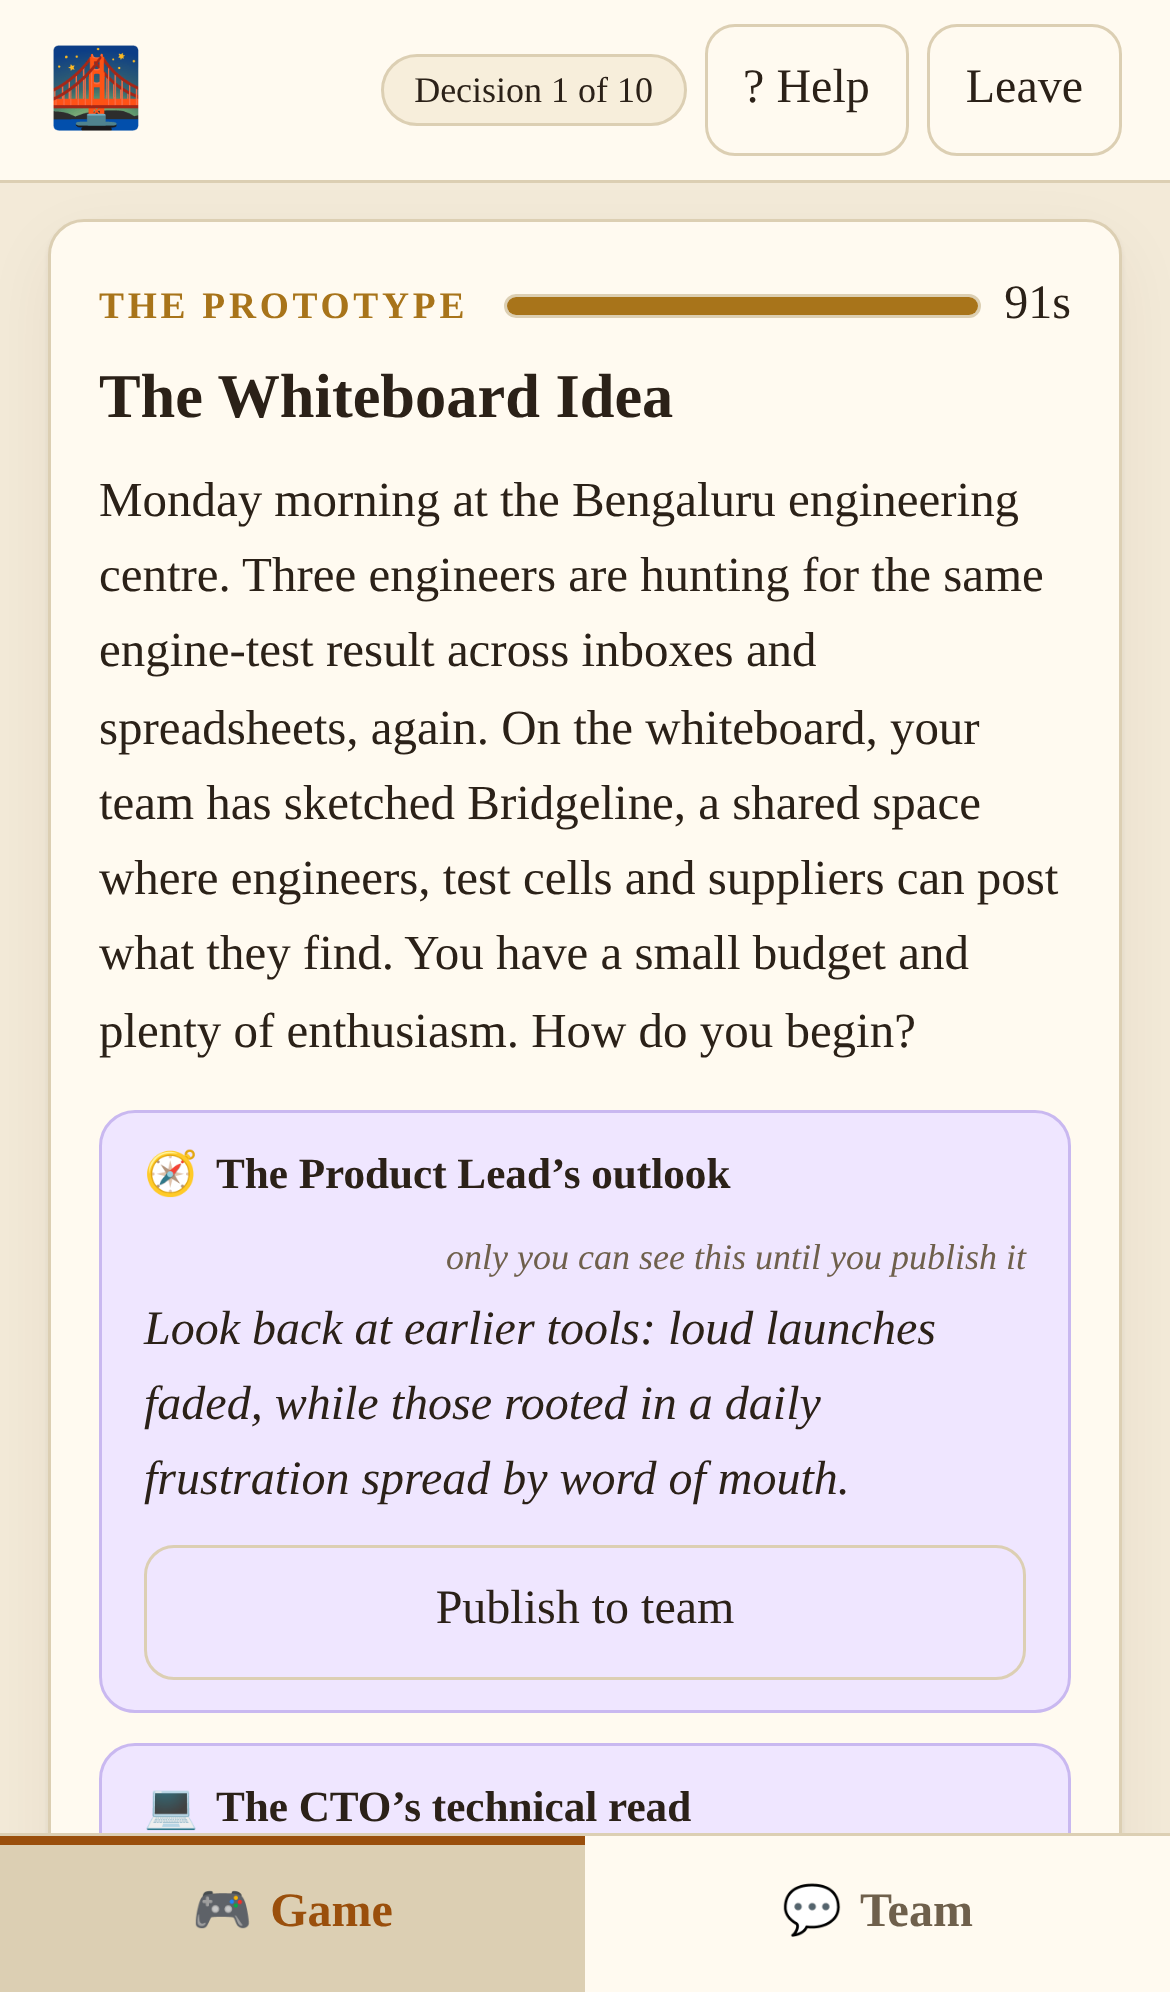 Decision 1 of 10
? Help
Leave
THE PROTOTYPE
91s
The Whiteboard Idea
Monday morning at the Bengaluru engineering
centre. Three engineers are hunting for the same
engine-test result across inboxes and
spreadsheets, again. On the whiteboard, your
team has sketched Bridgeline, a shared space
where engineers, test cells and suppliers can post
what they find. You have a small budget and
plenty of enthusiasm. How do you begin?
The Product Lead’s outlook
only you can see this until you publish it
Look back at earlier tools: loud launches
faded, while those rooted in a daily
frustration spread by word of mouth.
Publish to team
The CTO’s technical read
Game
Team